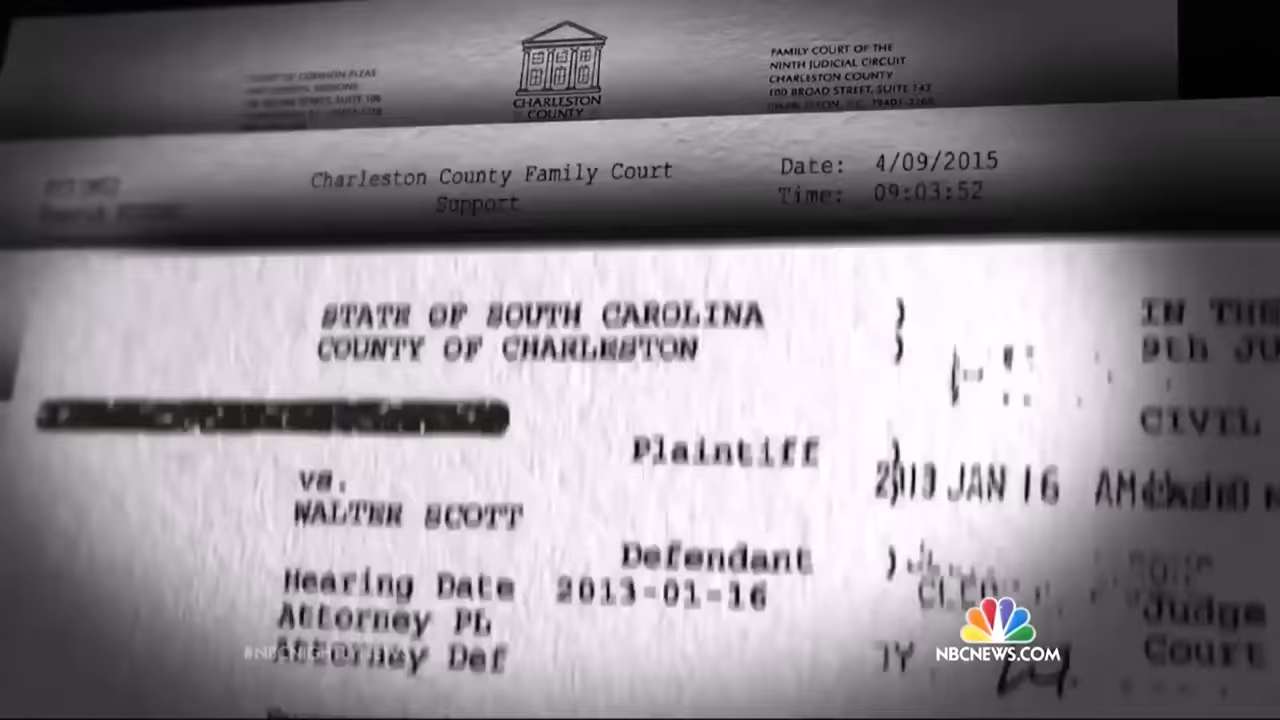 CHARLESTON
COUNTY
FAMILY COURT OF THE
NINTH JUDICIAL CIRCUIT
CHARLESTON COUNTY
100 BROAD STREET, SUITE 143
Charleston County Family Court
Support
Date: 4/09/2015
Time: 09:03:52
STATE OF SOUTH CAROLINA )
COUNTY OF CHARLESTON )
IN THE
9th JU
CIVIL
Plaintiff )
vs.
2013 JAN 16 AM
WALTER SCOTT
Defendant )
Hearing Date 2013-01-16
Attorney PL
Attorney Def
Judge
Court
NBCNEWS.COM